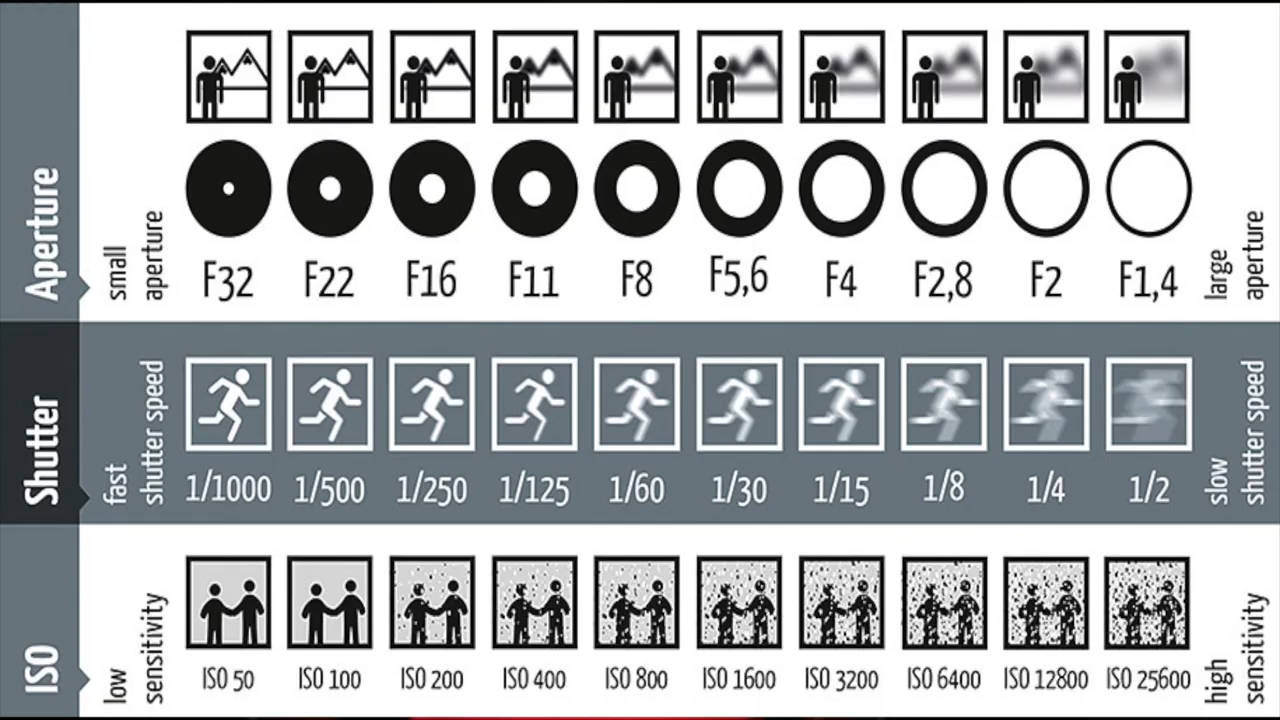 Aperture
small
aperture
F32 F22 F16 F11 F8 F5,6 F4 F2,8 F2 F1,4
large
aperture
Shutter
fast
shutter speed
1/1000 1/500 1/250 1/125 1/60 1/30 1/15 1/8 1/4 1/2
slow
shutter speed
ISO
low
sensitivity
ISO 50 ISO 100 ISO 200 ISO 400 ISO 800 ISO 1600 ISO 3200 ISO 6400 ISO 12800 ISO 25600
high
sensitivity